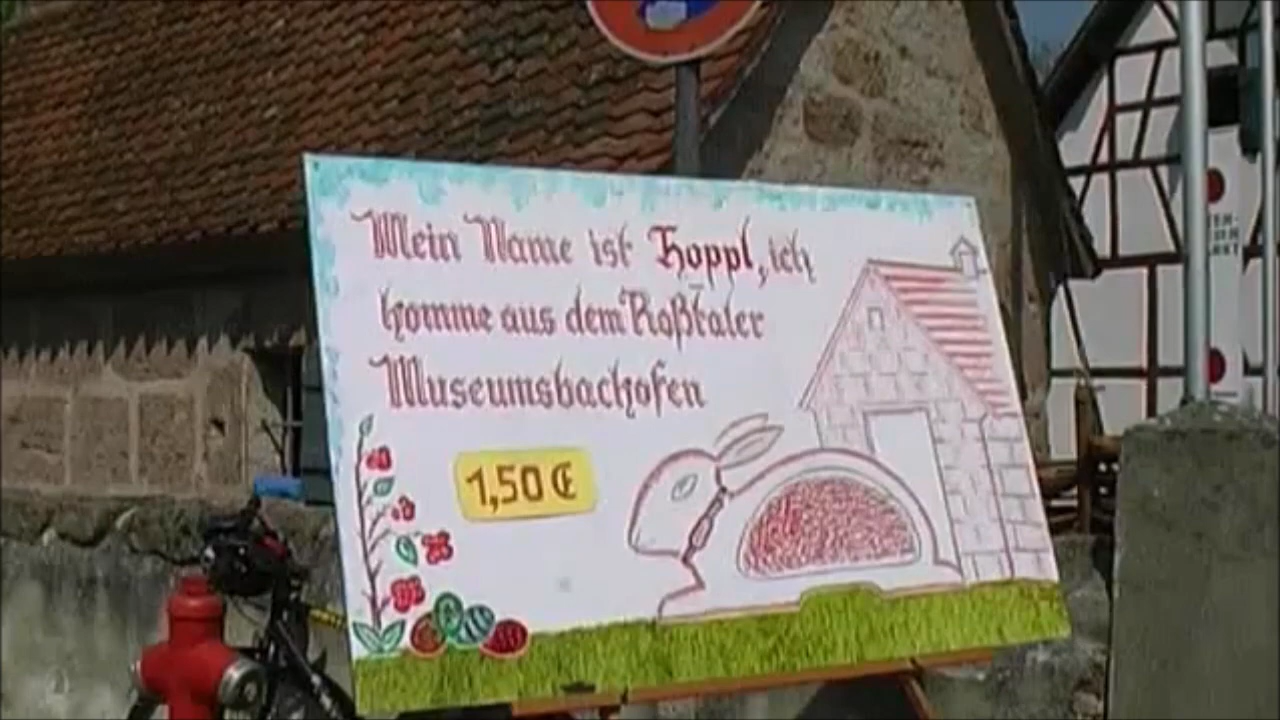 Mein Name ist Hoppl, ich
komme aus dem Roßtaler
Museumsbackofen
1,50 €